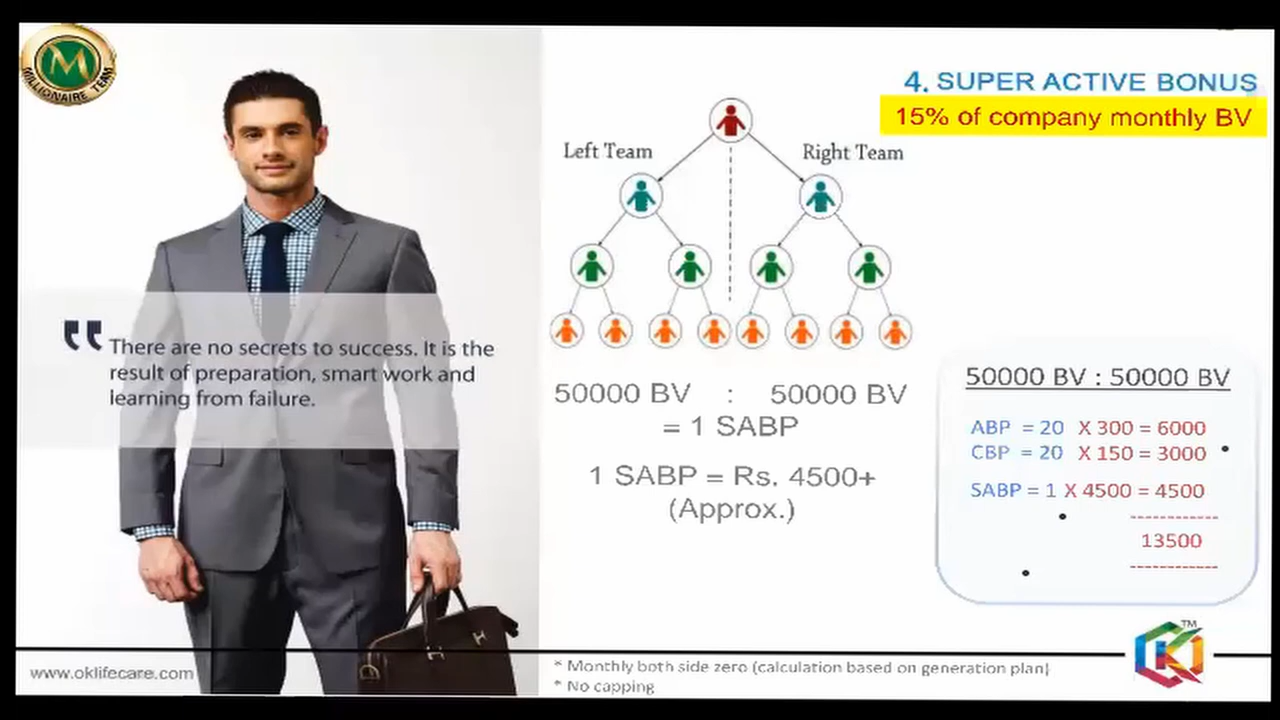 M
MILLIONAIRE TEAM
4. SUPER ACTIVE BONUS
15% of company monthly BV
Left Team
Right Team
There are no secrets to success. It is the
result of preparation, smart work and
learning from failure.
50000 BV : 50000 BV
= 1 SABP
1 SABP = Rs. 4500+
(Approx.)
50000 BV : 50000 BV
ABP = 20 X 300 = 6000
CBP = 20 X 150 = 3000
SABP = 1 X 4500 = 4500
------------
13500
------------
www.oklifecare.com
* Monthly both side zero (calculation based on generation plan)
* No capping
K
TM